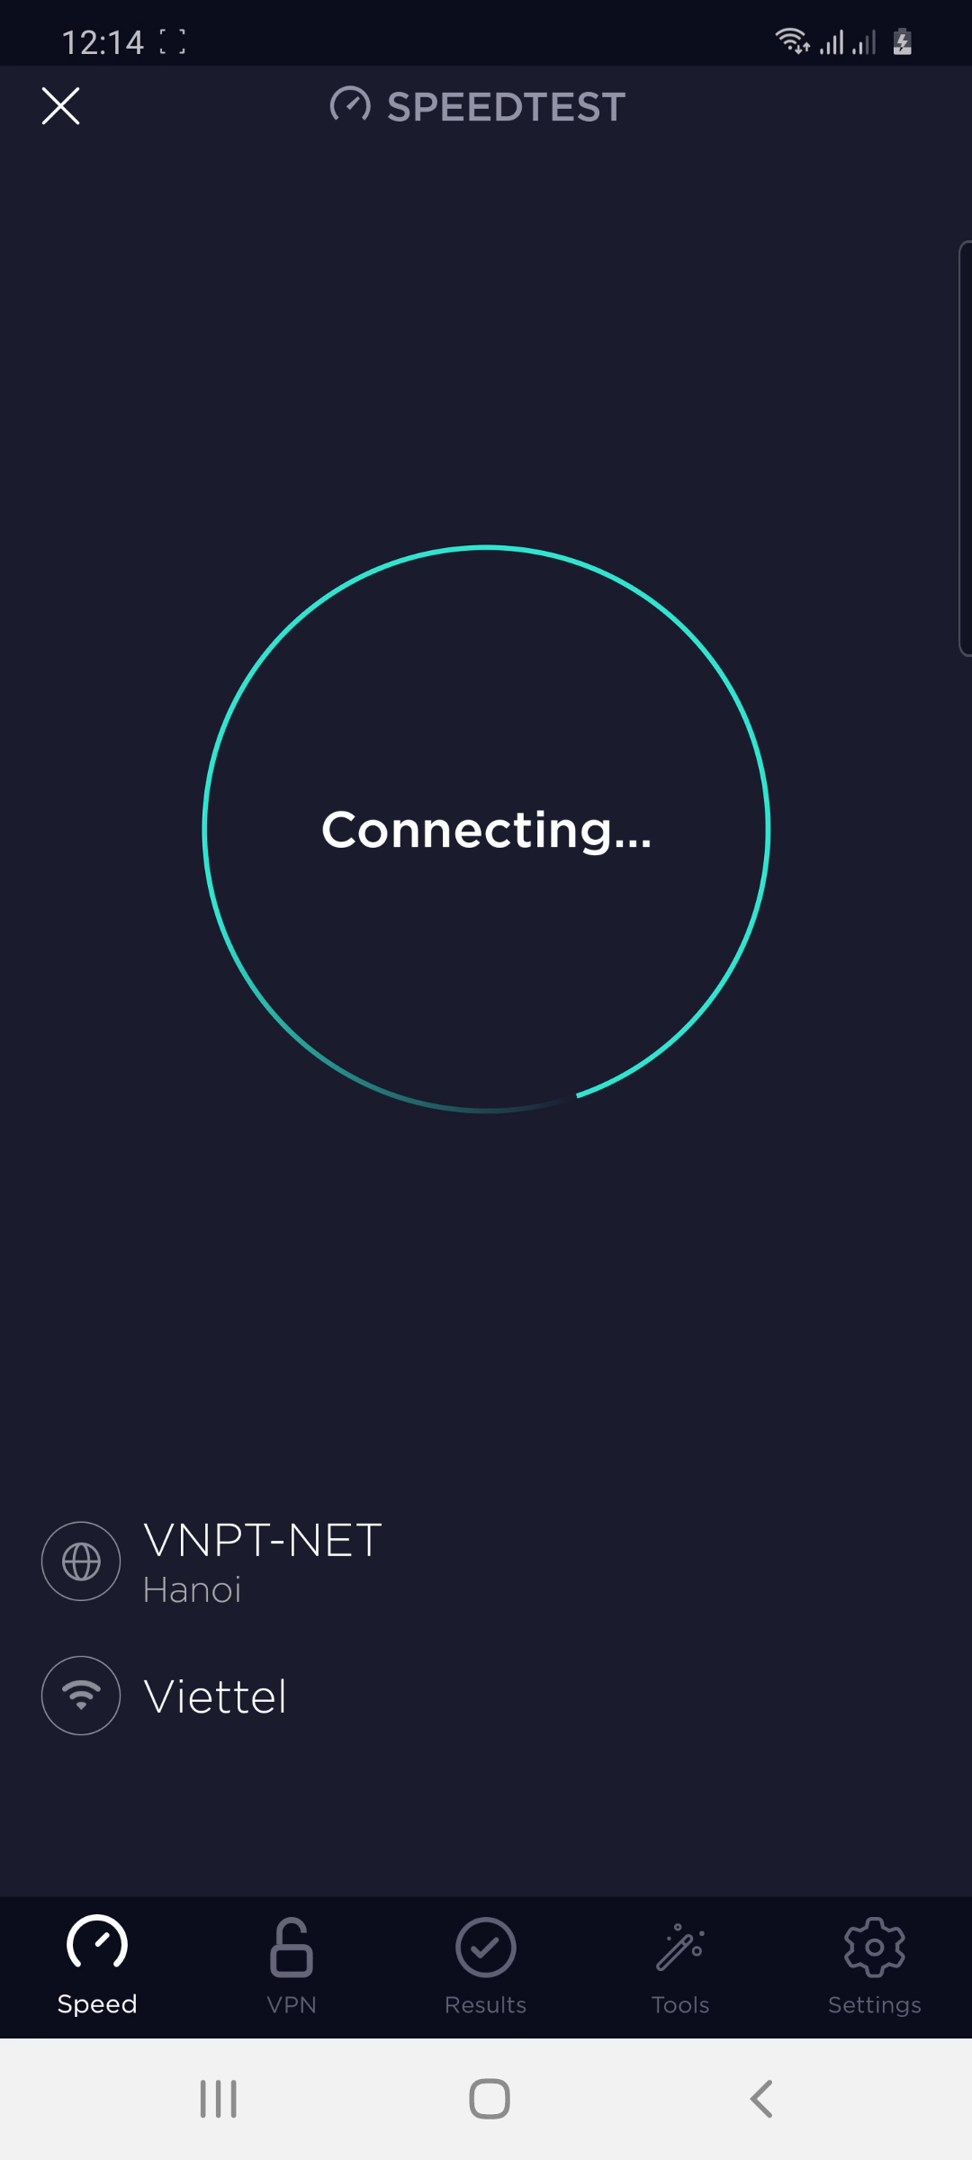 12:14
SPEEDTEST
Connecting...
VNPT-NET
Hanoi
Viettel
Speed
VPN
Results
Tools
Settings